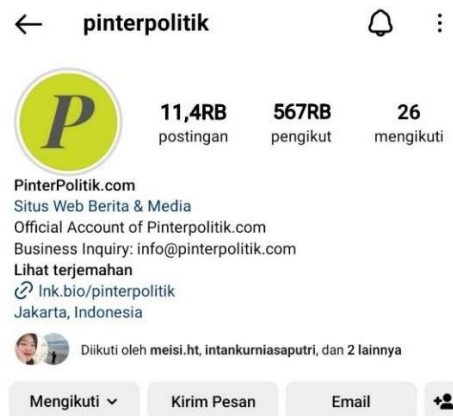 pinterpolitik
P
11,4RB 567RB 26
postingan pengikut mengikuti
PinterPolitik.com
Situs Web Berita & Media
Official Account of Pinterpolitik.com
Business Inquiry: info@pinterpolitik.com
Lihat terjemahan
lnk.bio/pinterpolitik
Jakarta, Indonesia
Diikuti oleh meisi.ht, intankurniasaputri, dan 2 lainnya
Mengikuti Kirim Pesan Email